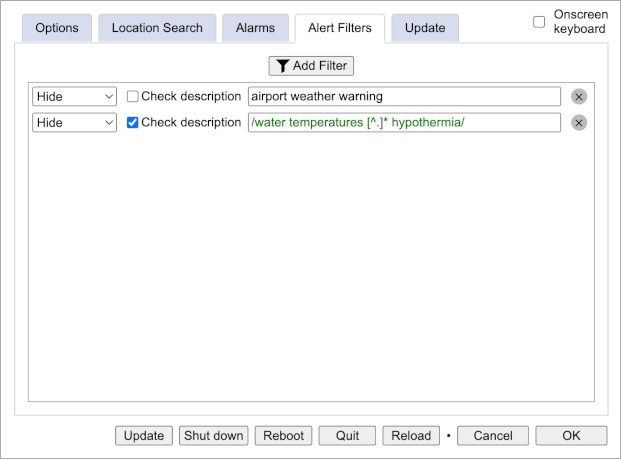 Options Location Search Alarms Alert Filters Update Onscreen
keyboard
Add Filter
Hide Check description airport weather warning
Hide Check description /water temperatures [^.]* hypothermia/
Update Shut down Reboot Quit Reload • Cancel OK